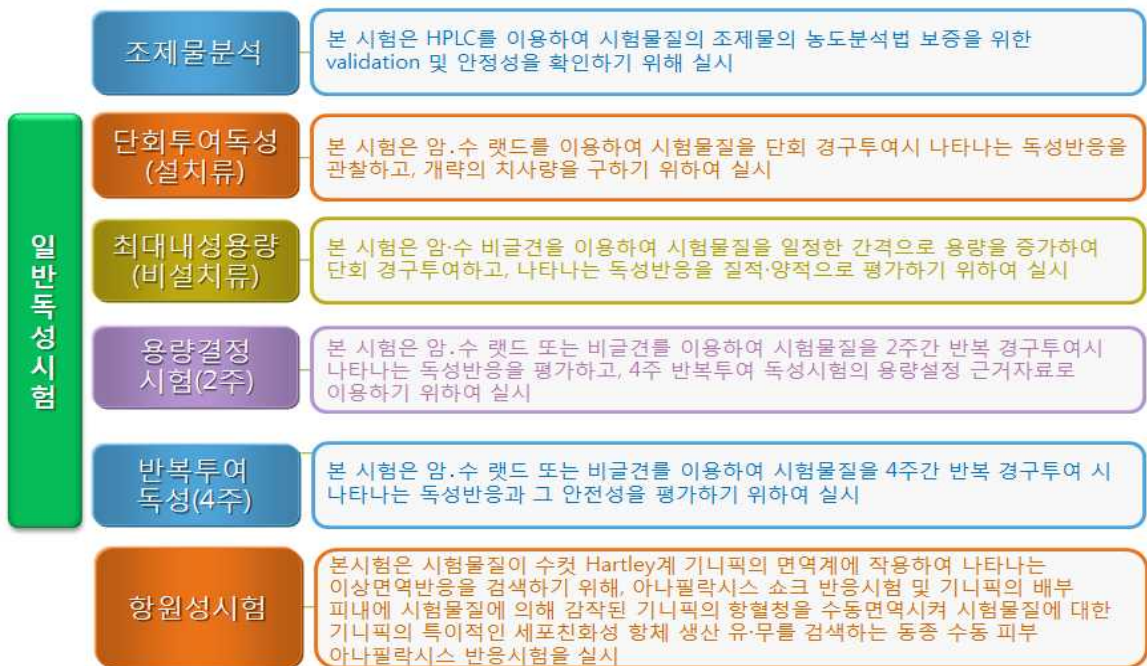 조제물분석
본 시험은 HPLC를 이용하여 시험물질의 조제물의 농도분석법 보증을 위한
validation 및 안정성을 확인하기 위해 실시
일반독성시험
단회투여독성
(설치류)
본 시험은 암.수 랫드를 이용하여 시험물질을 단회 경구투여시 나타나는 독성반응을
관찰하고, 개략의 치사량을 구하기 위하여 실시
최대내성용량
(비설치류)
본 시험은 암·수 비글견을 이용하여 시험물질을 일정한 간격으로 용량을 증가하여
단회 경구투여하고, 나타나는 독성반응을 질적·양적으로 평가하기 위하여 실시
용량결정
시험(2주)
본 시험은 암.수 랫드 또는 비글견를 이용하여 시험물질을 2주간 반복 경구투여시
나타나는 독성반응을 평가하고, 4주 반복투여 독성시험의 용량설정 근거자료로
이용하기 위하여 실시
반복투여
독성(4주)
본 시험은 암.수 랫드 또는 비글견를 이용하여 시험물질을 4주간 반복 경구투여 시
나타나는 독성반응과 그 안전성을 평가하기 위하여 실시
항원성시험
본시험은 시험물질이 수컷 Hartley계 기니픽의 면역계에 작용하여 나타나는
이상면역반응을 검색하기 위해, 아나필락시스 쇼크 반응시험 및 기니픽의 배부
피내에 시험물질에 의해 감작된 기니픽의 항혈청을 수동면역시켜 시험물질에 대한
기니픽의 특이적인 세포친화성 항체 생산 유·무를 검색하는 동종 수동 피부
아나필락시스 반응시험을 실시